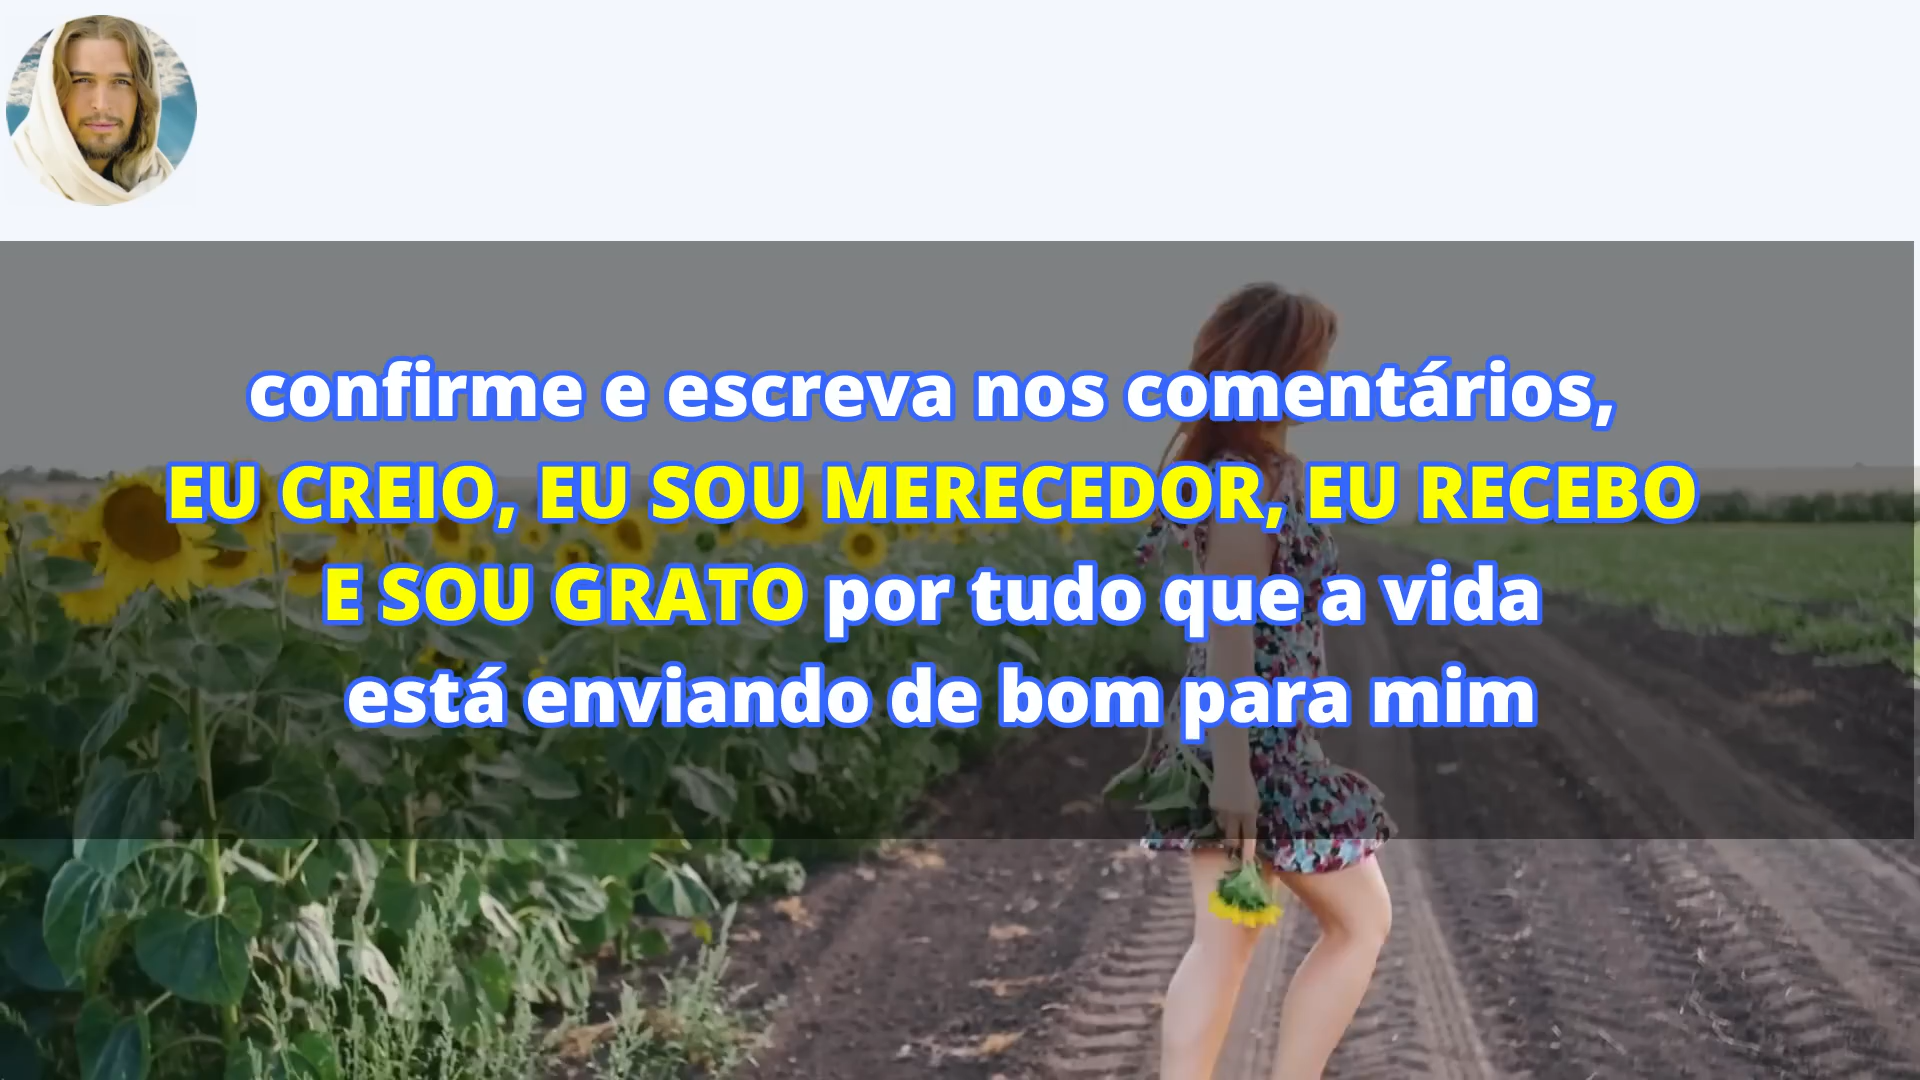 confirme e escreva nos comentários,
EU CREIO, EU SOU MERECEDOR, EU RECEBO
E SOU GRATO por tudo que a vida
está enviando de bom para mim